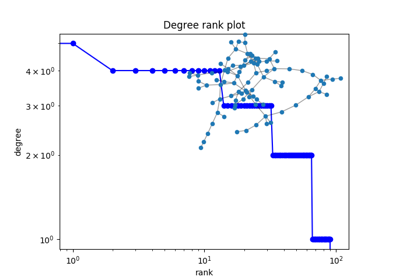 Degree rank plot
degree
4 × 10⁰
3 × 10⁰
2 × 10⁰
10⁰
10⁰
10¹
10²
rank